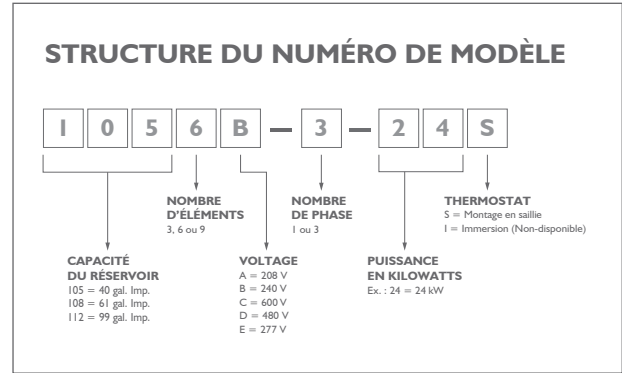 STRUCTURE DU NUMÉRO DE MODÈLE
1 0 5 6 B – 3 – 2 4 S
NOMBRE
D'ÉLÉMENTS
3, 6 ou 9
NOMBRE
DE PHASE
1 ou 3
THERMOSTAT
S = Montage en saillie
I = Immersion (Non-disponible)
CAPACITÉ
DU RÉSERVOIR
105 = 40 gal. Imp.
108 = 61 gal. Imp.
112 = 99 gal. Imp.
VOLTAGE
A = 208 V
B = 240 V
C = 600 V
D = 480 V
E = 277 V
PUISSANCE
EN KILOWATTS
Ex. : 24 = 24 kW